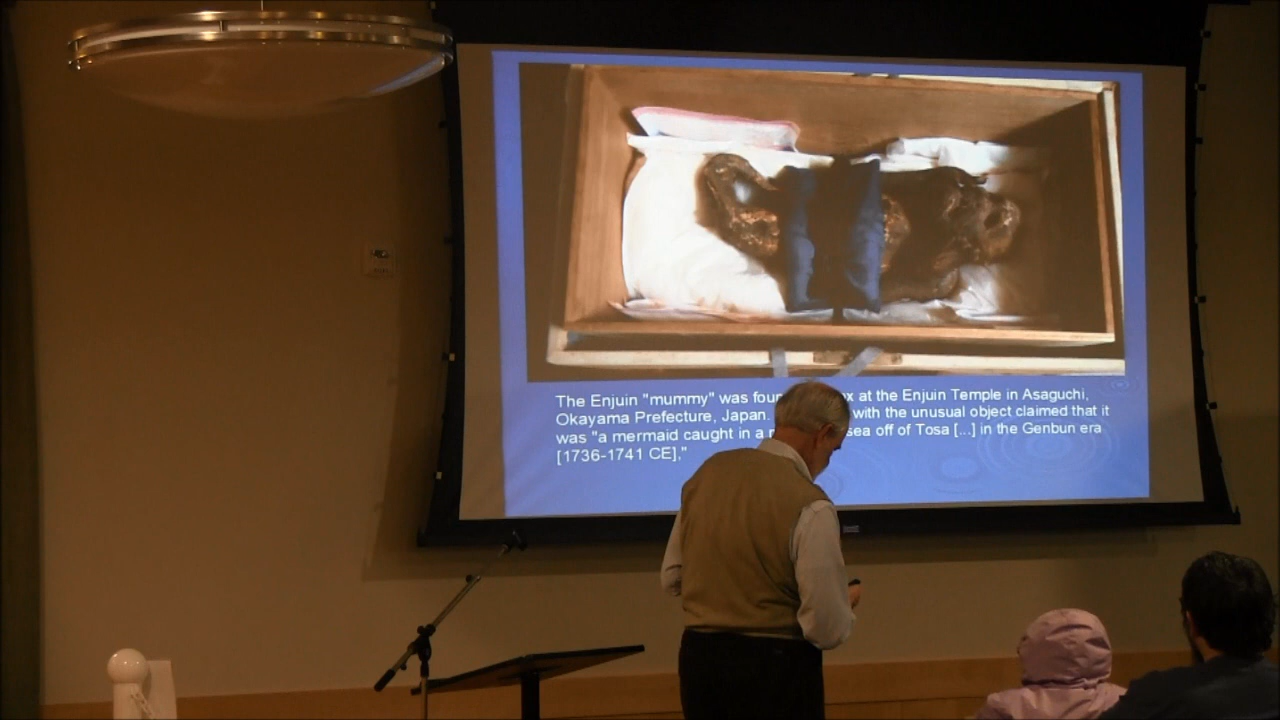 The Enjuin "mummy" was at the Enjuin Temple in Asaguchi,
Okayama Prefecture, Japan. with the unusual object claimed that it
was "a mermaid caught in a sea off of Tosa [...] in the Genbun era
[1736-1741 CE],"